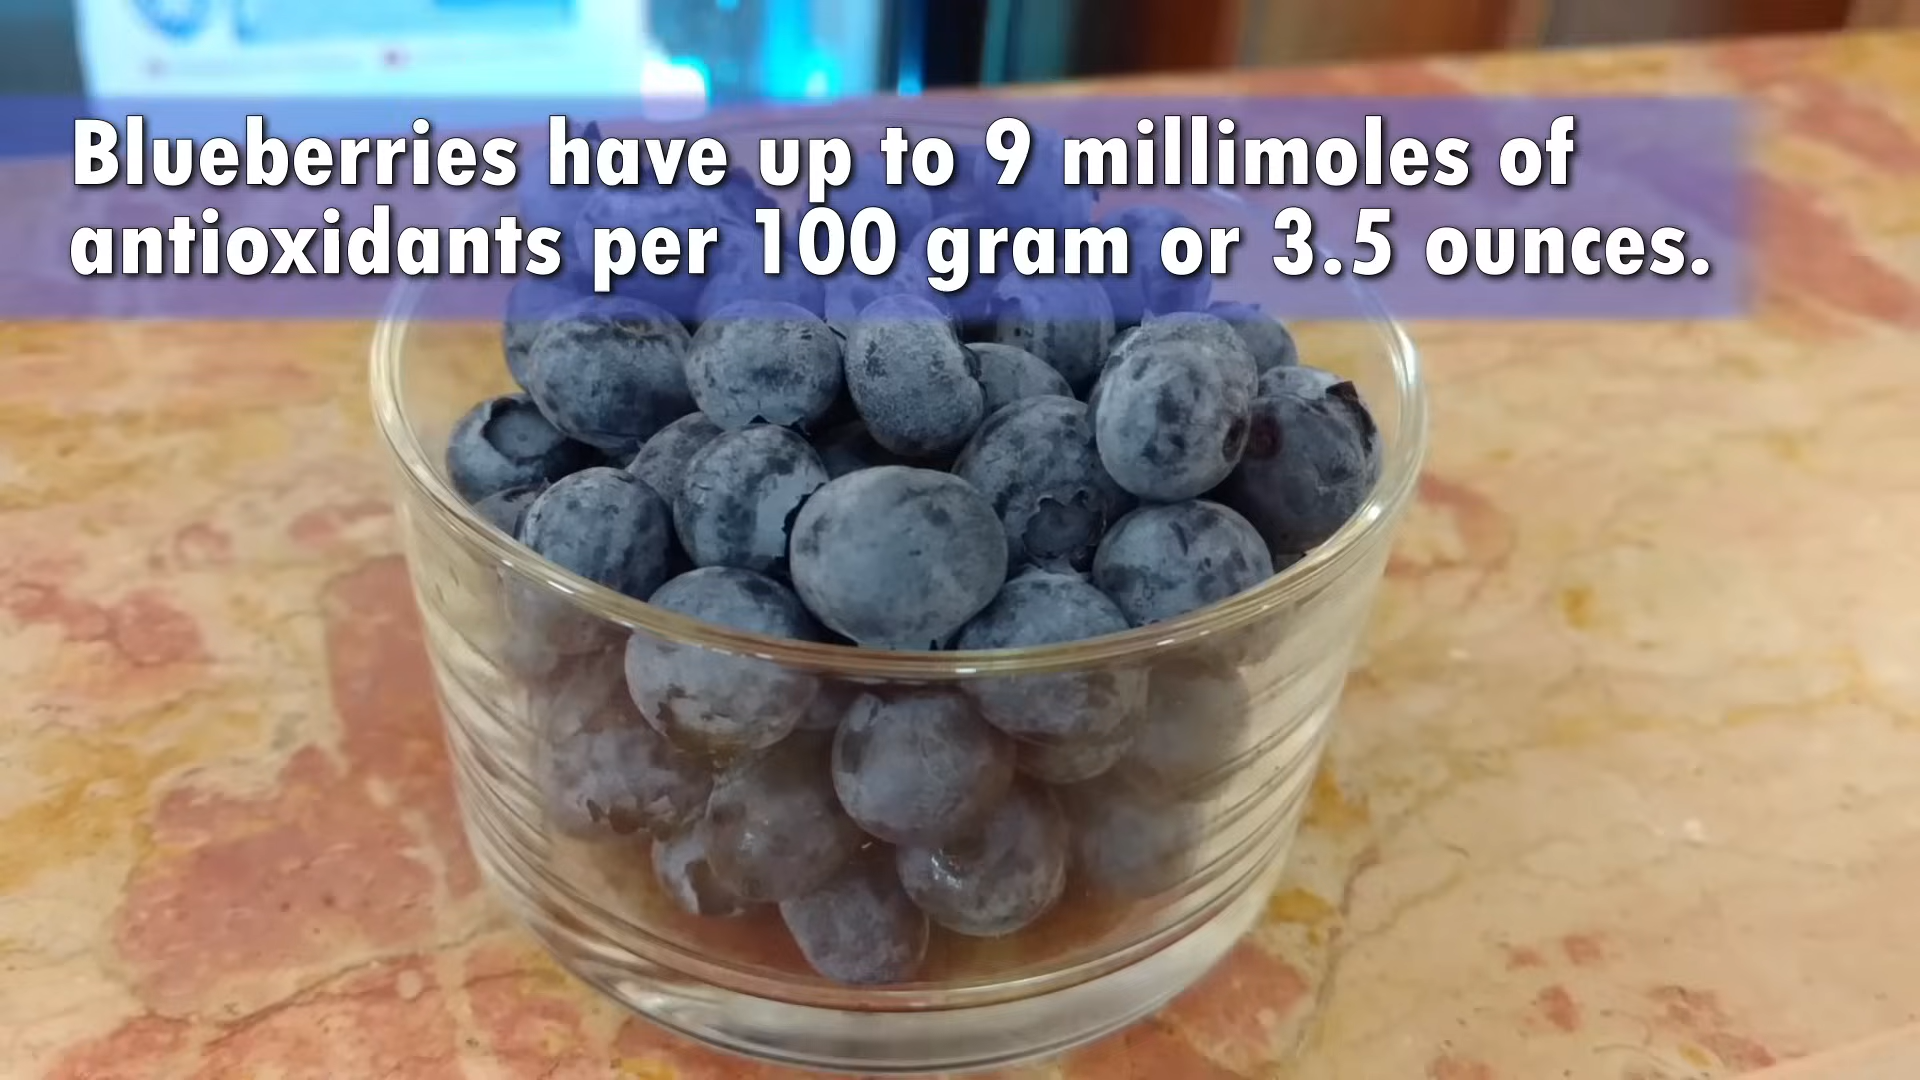 Blueberries have up to 9 millimoles of
antioxidants per 100 gram or 3.5 ounces.